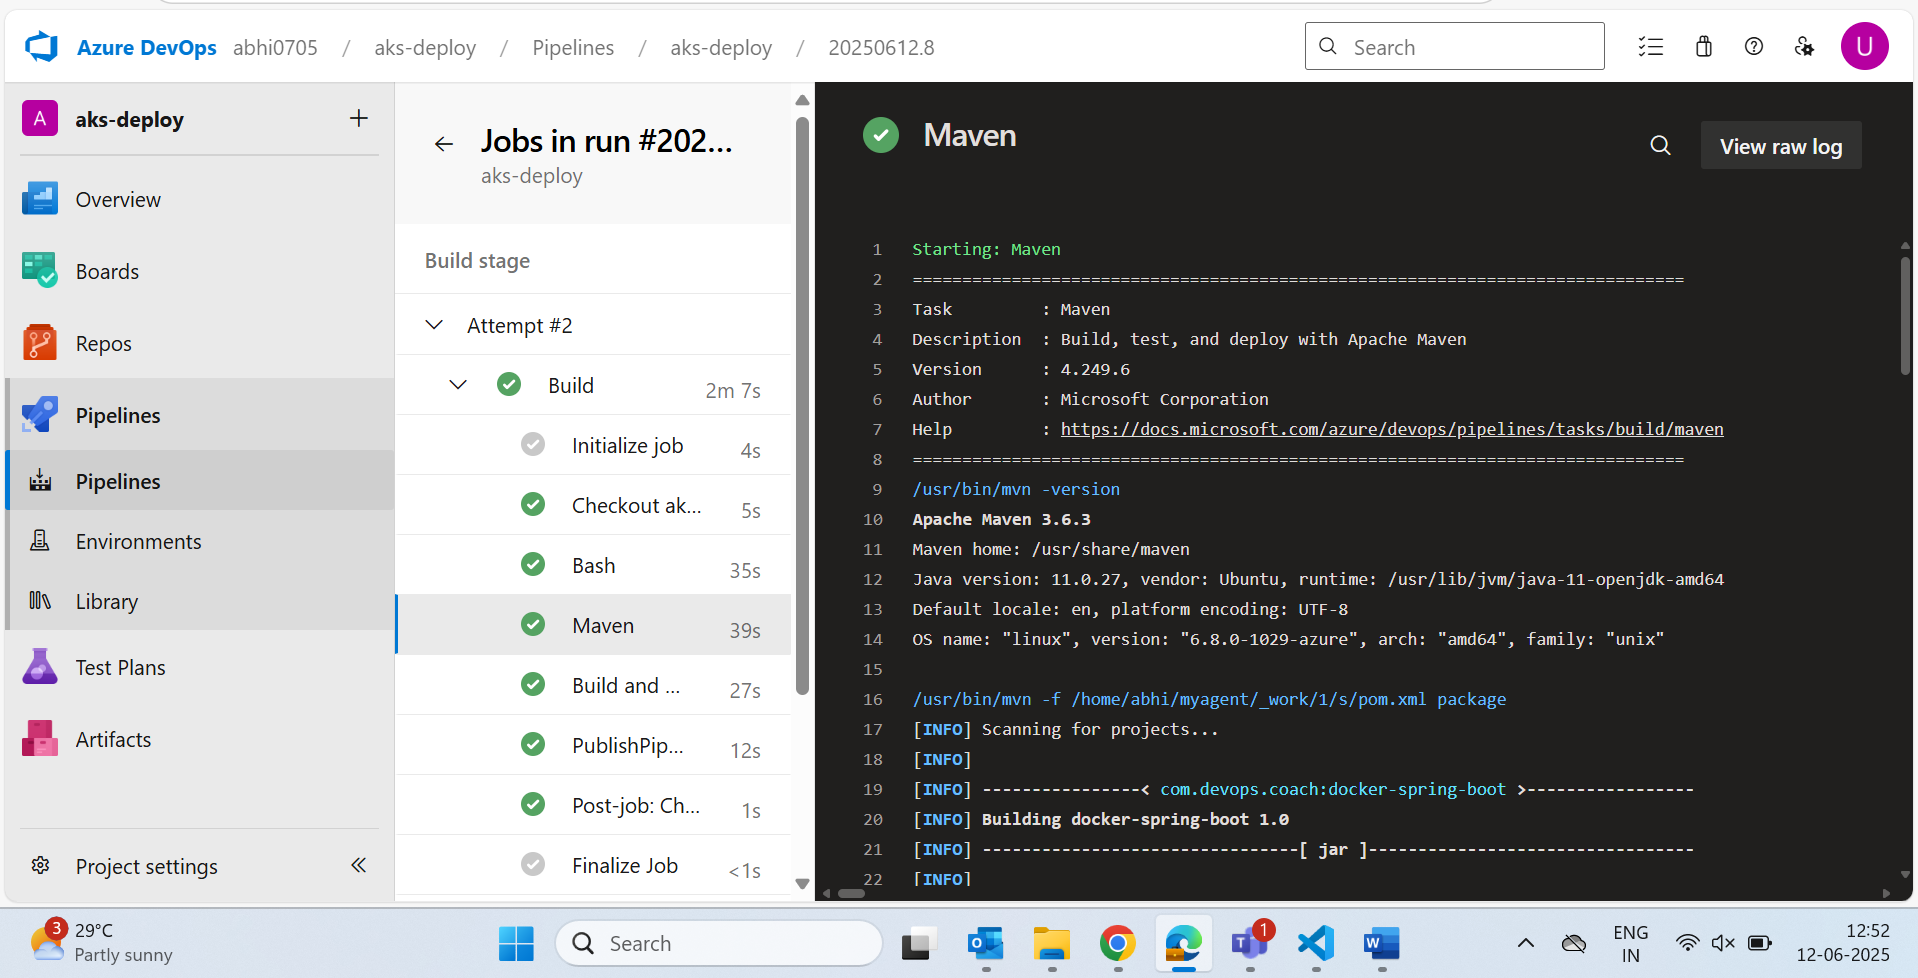 Azure DevOps abhi0705 / aks-deploy / Pipelines / aks-deploy / 20250612.8
Search
U
A aks-deploy +
Overview
Boards
Repos
Pipelines
Pipelines
Environments
Library
Test Plans
Artifacts
Project settings
Jobs in run #202...
aks-deploy
Build stage
Attempt #2
Build 2m 7s
Initialize job 4s
Checkout ak... 5s
Bash 35s
Maven 39s
Build and ... 27s
PublishPip... 12s
Post-job: Ch... 1s
Finalize Job <1s
Maven
View raw log
1 Starting: Maven
2 ==============================================================================
3 Task         : Maven
4 Description  : Build, test, and deploy with Apache Maven
5 Version      : 4.249.6
6 Author       : Microsoft Corporation
7 Help         : https://docs.microsoft.com/azure/devops/pipelines/tasks/build/maven
8 ==============================================================================
9 /usr/bin/mvn -version
10 Apache Maven 3.6.3
11 Maven home: /usr/share/maven
12 Java version: 11.0.27, vendor: Ubuntu, runtime: /usr/lib/jvm/java-11-openjdk-amd64
13 Default locale: en, platform encoding: UTF-8
14 OS name: "linux", version: "6.8.0-1029-azure", arch: "amd64", family: "unix"
15
16 /usr/bin/mvn -f /home/abhi/myagent/_work/1/s/pom.xml package
17 [INFO] Scanning for projects...
18 [INFO]
19 [INFO] ----------------< com.devops.coach:docker-spring-boot >-----------------
20 [INFO] Building docker-spring-boot 1.0
21 [INFO] --------------------------------[ jar ]---------------------------------
22 [INFO]
3
29°C
Partly sunny
Search
1
ENG
IN
12:52
12-06-2025